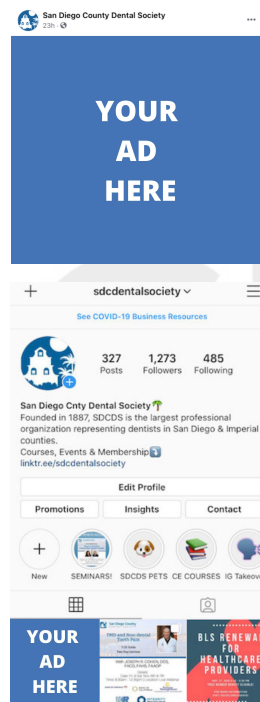 San Diego County Dental Society
23h ·
YOUR
AD
HERE
sdcdentalsociety
See COVID-19 Business Resources
327 1,273 485
Posts Followers Following
San Diego Cnty Dental Society🌴
Founded in 1887, SDCDS is the largest professional
organization representing dentists in San Diego & Imperial
counties.
Courses, Events & Membership⬇️
linktr.ee/sdcdentalsociety
Edit Profile
Promotions Insights Contact
New SEMINARS! SDCDS PETS CE COURSES IG Takeov
YOUR
AD
HERE
San Diego County
TMD and Non-Dental
Tooth Pain
BLS RENEWA
FOR
HEALTHCARE
PROVIDERS